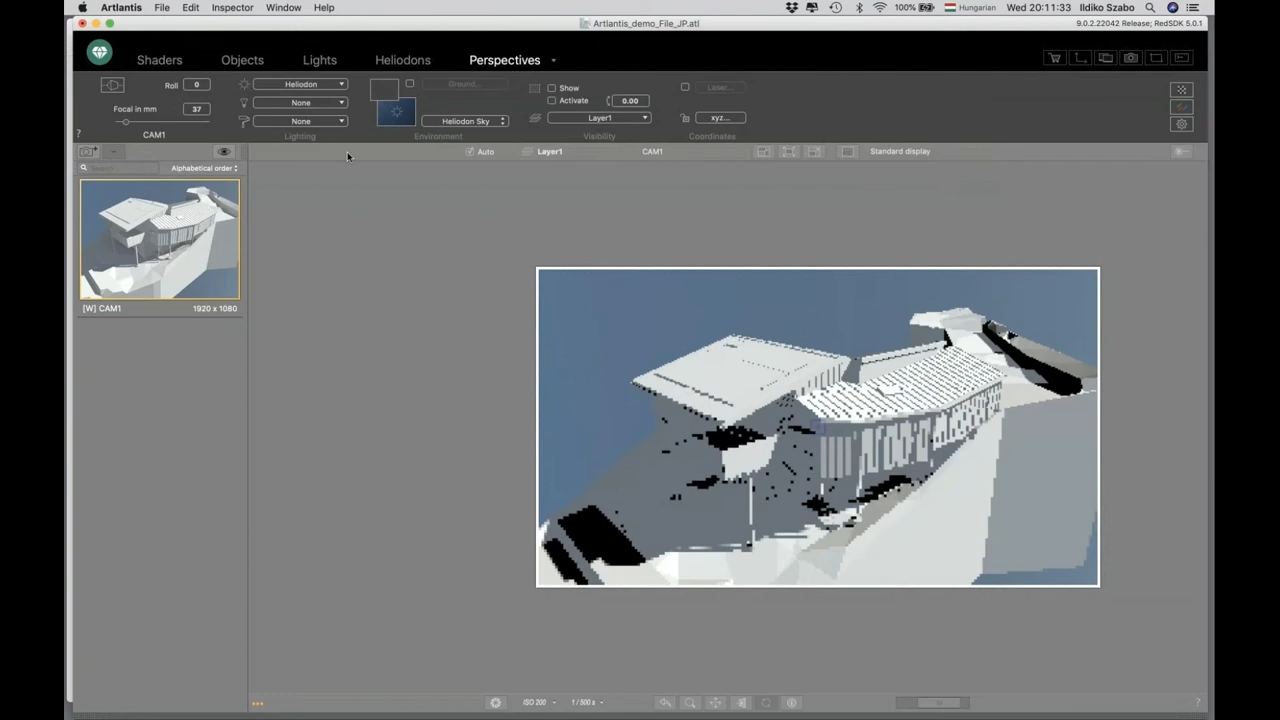 Artlantis File Edit Inspector Window Help 100% Hungarian Wed 20:11:33 Ildiko Szabo
Artlantis_demo_File_JP.atl 9.0.2.22042 Release; RedSDK 5.0.1
Shaders Objects Lights Heliodons Perspectives
Roll 0 Heliodon Ground... Show Laser...
Focal in mm 37 None Activate 0.00
None Heliodon Sky Layer1 xyz...
? CAM1 Lighting Environment Visibility Coordinates
Auto Layer1 CAM1 Standard display
Search Alphabetical order
[W] CAM1 1920 x 1080
ISO 200 1 / 500 s ?